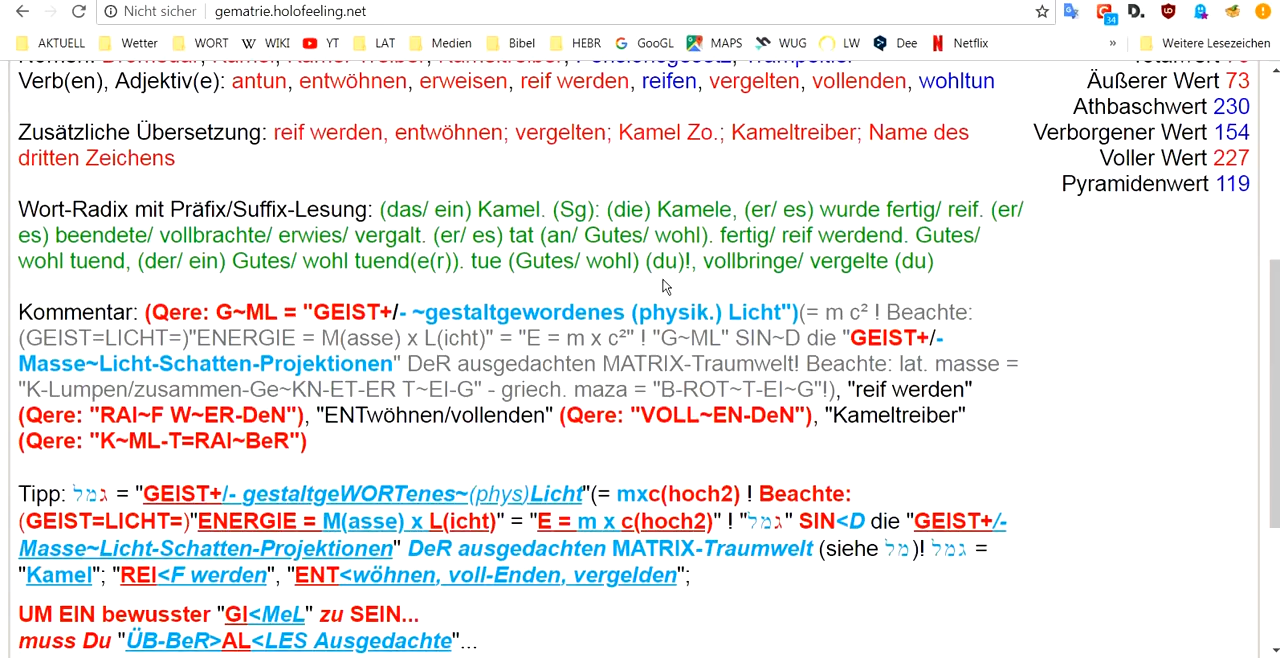 Nicht sicher | gematrie.holofeeling.net
34
AKTUELL Wetter WORT WIKI YT LAT Medien Bibel HEBR GooGL MAPS WUG LW Dee Netflix » Weitere Lesezeichen
Verb(en), Adjektiv(e): antun, entwöhnen, erweisen, reif werden, reifen, vergelten, vollenden, wohltun
Äußerer Wert 73
Athbaschwert 230
Verborgener Wert 154
Voller Wert 227
Pyramidenwert 119
Zusätzliche Übersetzung: reif werden, entwöhnen; vergelten; Kamel Zo.; Kameltreiber; Name des
dritten Zeichens
Wort-Radix mit Präfix/Suffix-Lesung: (das/ ein) Kamel. (Sg): (die) Kamele, (er/ es) wurde fertig/ reif. (er/
es) beendete/ vollbrachte/ erwies/ vergalt. (er/ es) tat (an/ Gutes/ wohl). fertig/ reif werdend. Gutes/
wohl tuend, (der/ ein) Gutes/ wohl tuend(e(r)). tue (Gutes/ wohl) (du)!, vollbringe/ vergelte (du)
Kommentar: (Qere: G~ML = "GEIST+/- ~gestaltgewordenes (physik.) Licht")(= m c² ! Beachte:
(GEIST=LICHT=)"ENERGIE = M(asse) x L(icht)" = "E = m x c²" ! "G~ML" SIN~D die "GEIST+/-
Masse~Licht-Schatten-Projektionen" DeR ausgedachten MATRIX-Traumwelt! Beachte: lat. masse =
"K-Lumpen/zusammen-Ge~KN-ET-ER T~EI-G" - griech. maza = "B-ROT~T-EI~G"!), "reif werden"
(Qere: "RAI~F W~ER-DeN"), "ENTwöhnen/vollenden" (Qere: "VOLL~EN-DeN"), "Kameltreiber"
(Qere: "K~ML-T=RAI~BeR")
Tipp: גמל = "GEIST+/- gestaltgeWORTenes~(phys)Licht"(= mxc(hoch2) ! Beachte:
(GEIST=LICHT=)"ENERGIE = M(asse) x L(icht)" = "E = m x c(hoch2)" ! "גמל" SIN<D die "GEIST+/-
Masse~Licht-Schatten-Projektionen" DeR ausgedachten MATRIX-Traumwelt (siehe מל)! גמל =
"Kamel"; "REI<F werden", "ENT<wöhnen, voll-Enden, vergelden";
UM EIN bewusster "GI<MeL" zu SEIN...
muss Du "ÜB-BeR>AL<LES Ausgedachte"...